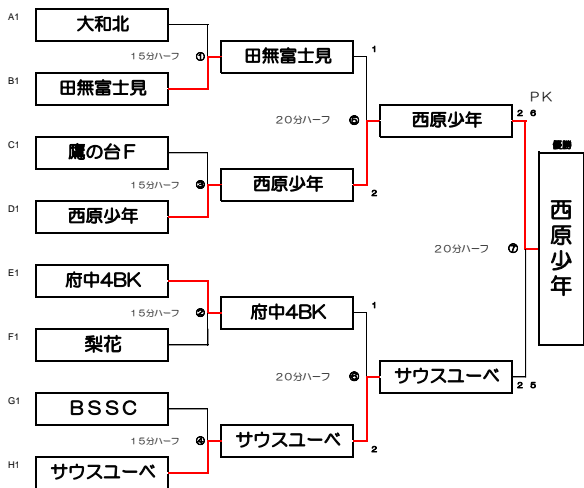 A1 大和北
15分ハーフ ①
B1 田無富士見
田無富士見 1
C1 鷹の台F
15分ハーフ ③
D1 西原少年
西原少年 2
20分ハーフ ⑤
西原少年 2 6
PK
E1 府中4BK
15分ハーフ ②
F1 梨花
府中4BK 1
G1 BSSC
15分ハーフ ④
H1 サウスユーベ
サウスユーベ 2
20分ハーフ ⑥
サウスユーベ 2 5
20分ハーフ ⑦
優勝
西原少年